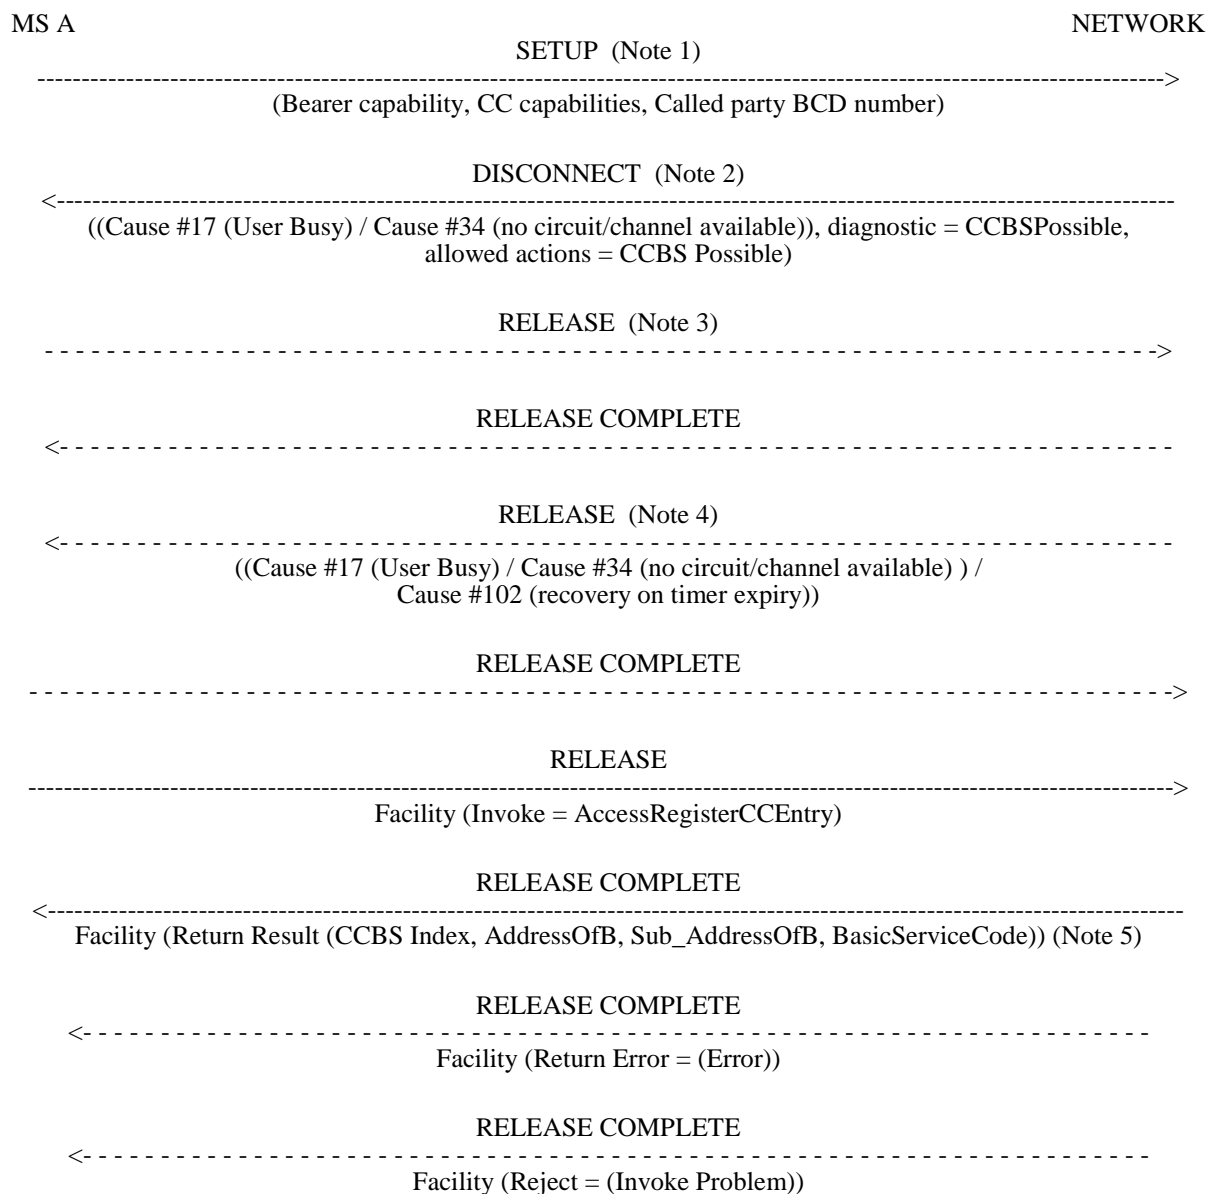 MS A NETWORK
SETUP (Note 1)
------------------------------------------------------------------------------------------------------------------------------->
(Bearer capability, CC capabilities, Called party BCD number)
DISCONNECT (Note 2)
<-------------------------------------------------------------------------------------------------------------------------------
((Cause #17 (User Busy) / Cause #34 (no circuit/channel available)), diagnostic = CCBSPossible,
allowed actions = CCBS Possible)
RELEASE (Note 3)
- - - - - - - - - - - - - - - - - - - - - - - - - - - - - - - - - - - - - - - - - - - - - - - - - - - - - - - - - - - - - - - - - - - - - - - ->
RELEASE COMPLETE
<- - - - - - - - - - - - - - - - - - - - - - - - - - - - - - - - - - - - - - - - - - - - - - - - - - - - - - - - - - - - - - - - - - - - - - - -
RELEASE (Note 4)
<- - - - - - - - - - - - - - - - - - - - - - - - - - - - - - - - - - - - - - - - - - - - - - - - - - - - - - - - - - - - - - - - - - - - - - - -
((Cause #17 (User Busy) / Cause #34 (no circuit/channel available) ) /
Cause #102 (recovery on timer expiry))
RELEASE COMPLETE
- - - - - - - - - - - - - - - - - - - - - - - - - - - - - - - - - - - - - - - - - - - - - - - - - - - - - - - - - - - - - - - - - - - - - - - - - ->
RELEASE
--------------------------------------------------------------------------------------------------------------------------------->
Facility (Invoke = AccessRegisterCCEntry)
RELEASE COMPLETE
<---------------------------------------------------------------------------------------------------------------------------------
Facility (Return Result (CCBS Index, AddressOfB, Sub_AddressOfB, BasicServiceCode)) (Note 5)
RELEASE COMPLETE
<- - - - - - - - - - - - - - - - - - - - - - - - - - - - - - - - - - - - - - - - - - - - - - - - - - - - - - - - - - - - - - - - - - - - -
Facility (Return Error = (Error))
RELEASE COMPLETE
<- - - - - - - - - - - - - - - - - - - - - - - - - - - - - - - - - - - - - - - - - - - - - - - - - - - - - - - - - - - - - - - - - - - - -
Facility (Reject = (Invoke Problem))